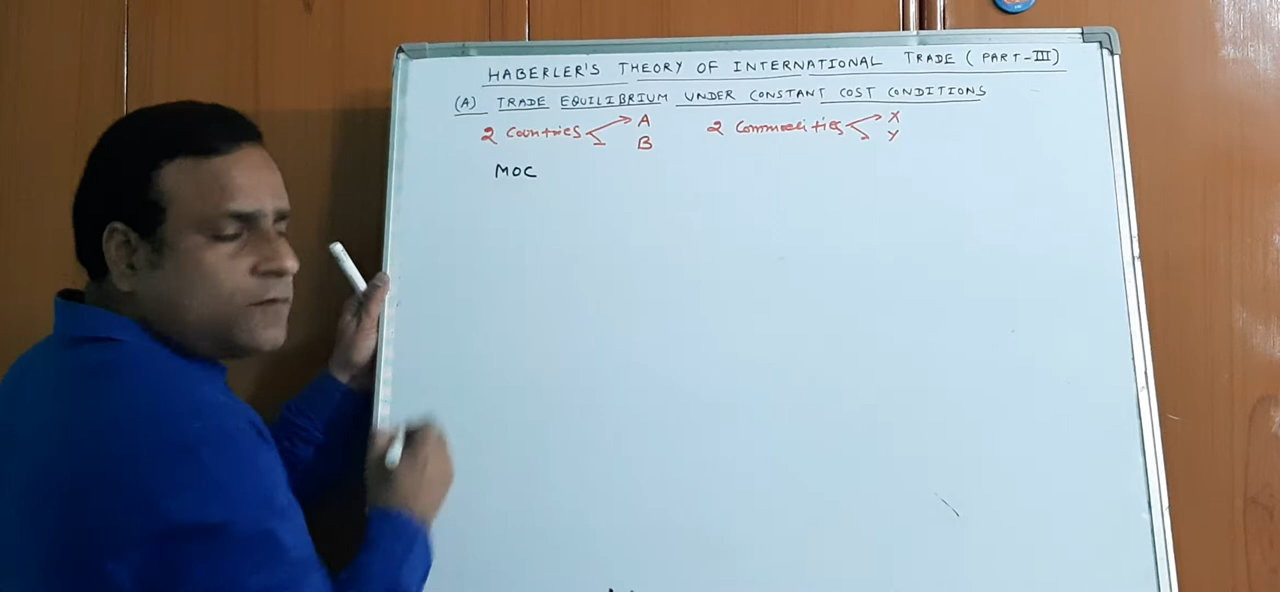 HABERLER'S THEORY OF INTERNATIONAL TRADE (PART-III)
(A) TRADE EQUILIBRIUM UNDER CONSTANT COST CONDITIONS
2 Countries A B 2 Commodities X Y
MOC